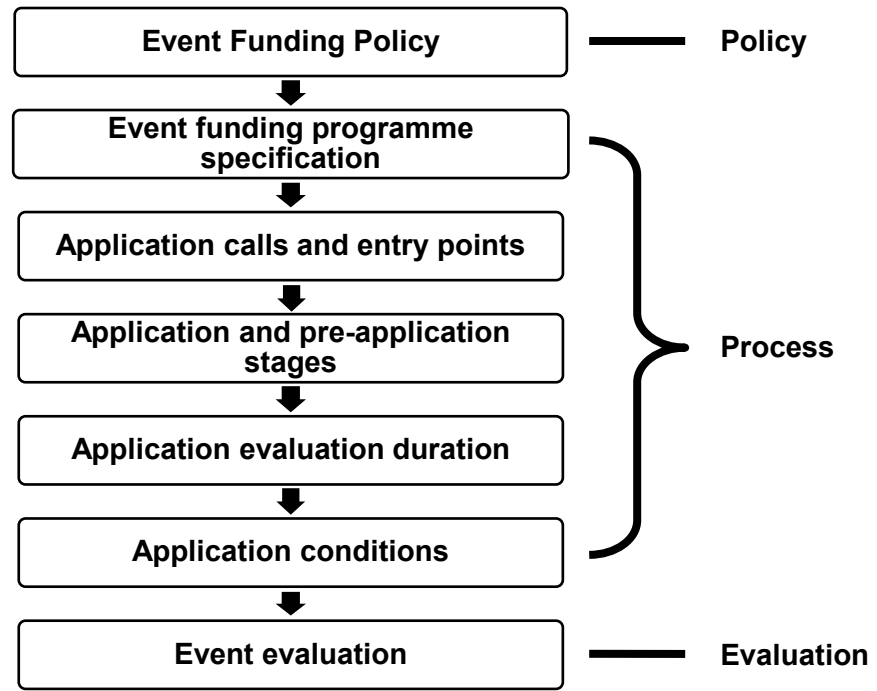 Event Funding Policy
Policy
Event funding programme
specification
Application calls and entry points
Application and pre-application
stages
Process
Application evaluation duration
Application conditions
Event evaluation
Evaluation